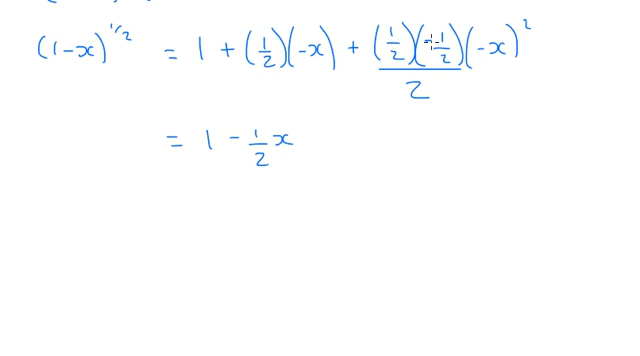 (1-x)^{1/2} = 1 + (1/2)(-x) + (1/2)(-1/2)/2 (-x)^2
= 1 - 1/2 x